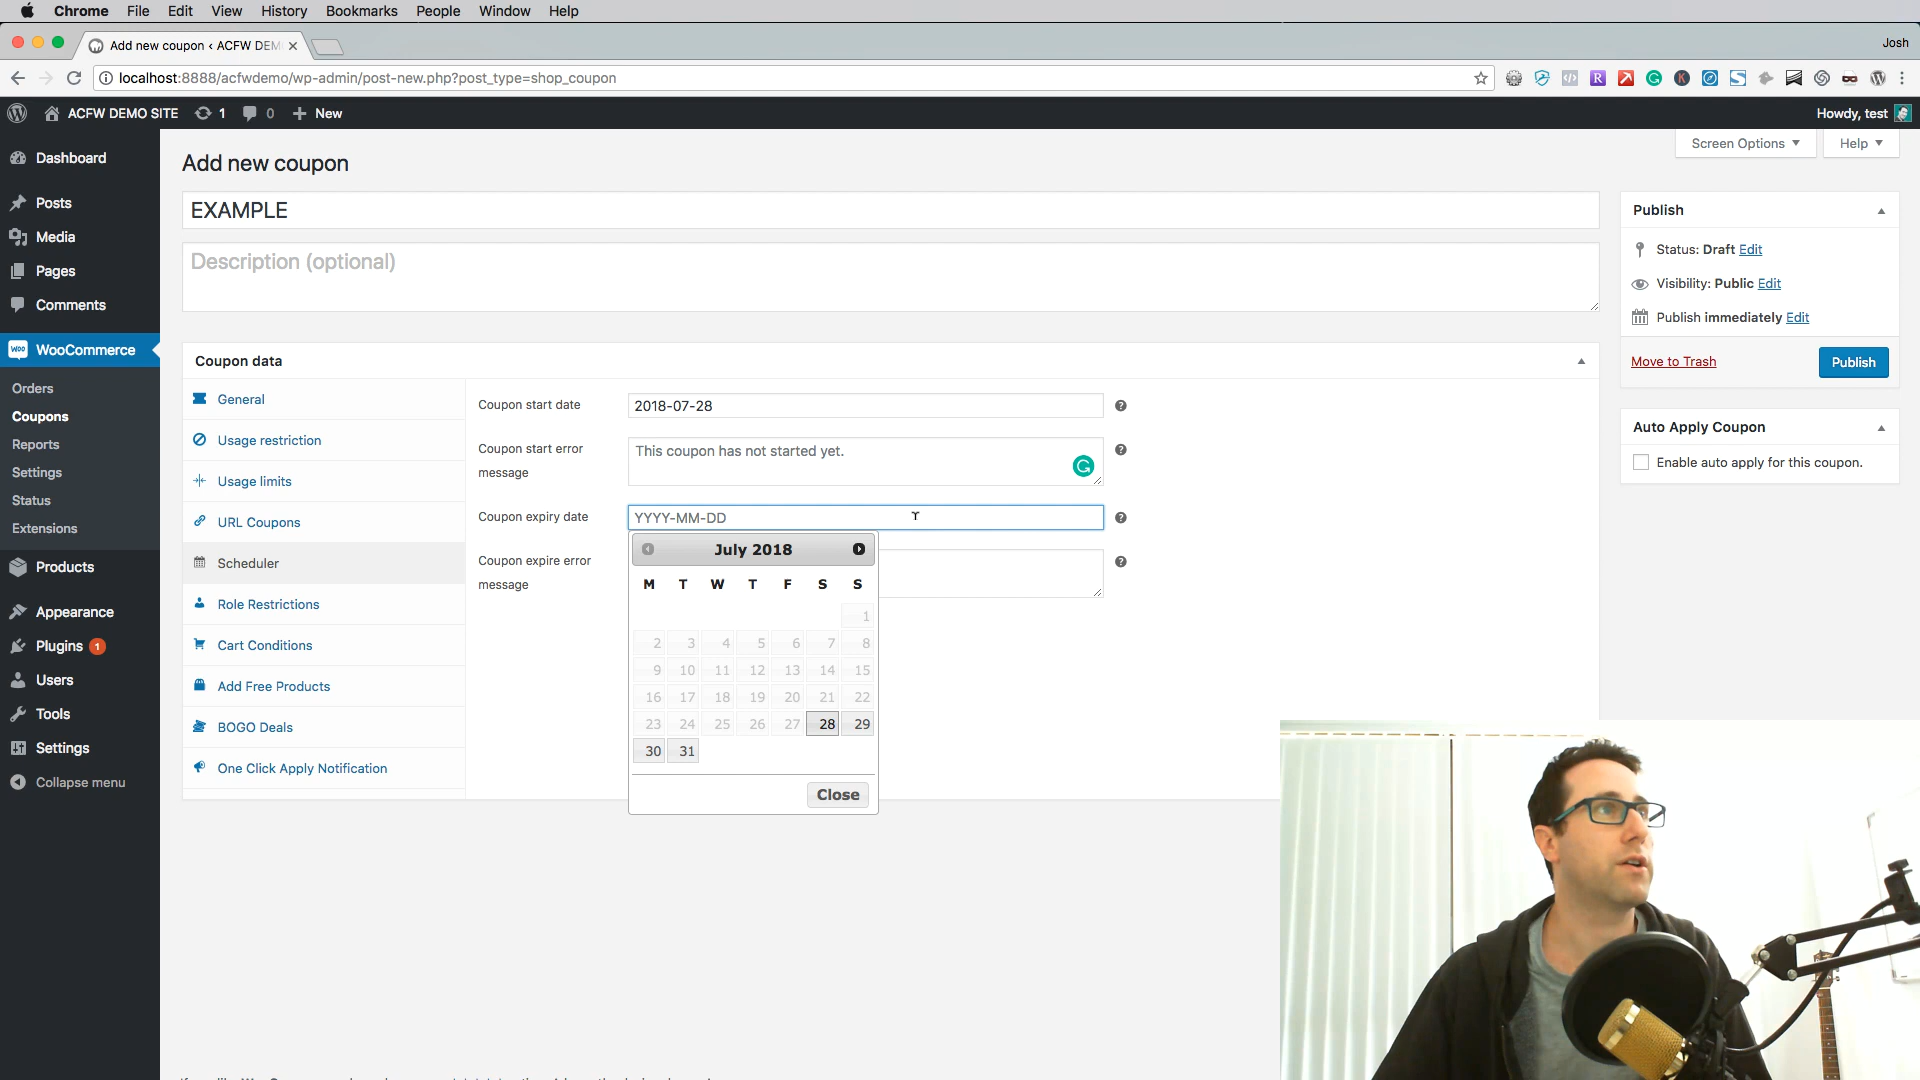 Chrome File Edit View History Bookmarks People Window Help
Add new coupon ‹ ACFW DEM
Josh
localhost:8888/acfwdemo/wp-admin/post-new.php?post_type=shop_coupon
ACFW DEMO SITE 1 0 New
Howdy, test
Dashboard
Posts
Media
Pages
Comments
WooCommerce
Orders
Coupons
Reports
Settings
Status
Extensions
Products
Appearance
Plugins 1
Users
Tools
Settings
Collapse menu
Screen Options Help
Add new coupon
EXAMPLE
Description (optional)
Coupon data
General
Usage restriction
Usage limits
URL Coupons
Scheduler
Role Restrictions
Cart Conditions
Add Free Products
BOGO Deals
One Click Apply Notification
Coupon start date 2018-07-28
Coupon start error
message
This coupon has not started yet.
Coupon expiry date YYYY-MM-DD
Coupon expire error
message
July 2018
M T W T F S S
1
2 3 4 5 6 7 8
9 10 11 12 13 14 15
16 17 18 19 20 21 22
23 24 25 26 27 28 29
30 31
Close
Publish
Status: Draft Edit
Visibility: Public Edit
Publish immediately Edit
Move to Trash Publish
Auto Apply Coupon
Enable auto apply for this coupon.